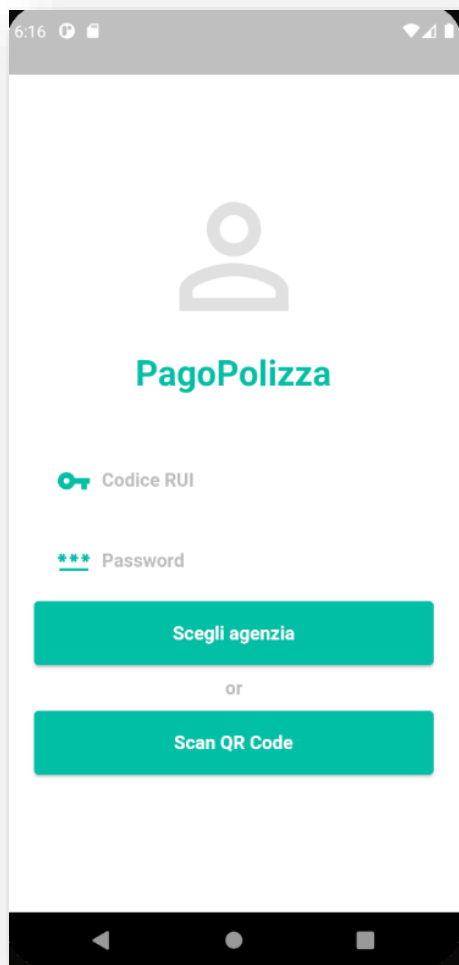 6:16
PagoPolizza
Codice RUI
*** Password
Scegli agenzia
or
Scan QR Code